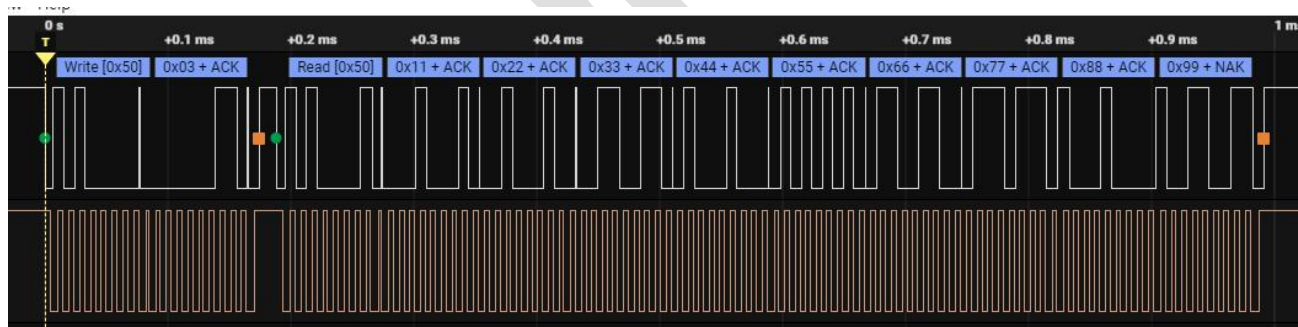 0 s
+0.1 ms +0.2 ms +0.3 ms +0.4 ms +0.5 ms +0.6 ms +0.7 ms +0.8 ms +0.9 ms 1 m
T
Write [0x50] 0x03 + ACK Read [0x50] 0x11 + ACK 0x22 + ACK 0x33 + ACK 0x44 + ACK 0x55 + ACK 0x66 + ACK 0x77 + ACK 0x88 + ACK 0x99 + NAK